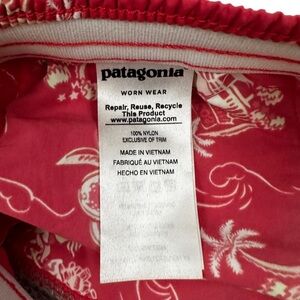 patagonia
WORN WEAR
Repair, Reuse, Recycle
This Product
www.patagonia.com
100% NYLON
EXCLUSIVE OF TRIM
MADE IN VIETNAM
FABRIQUÉ AU VIETNAM
HECHO EN VIETNAM